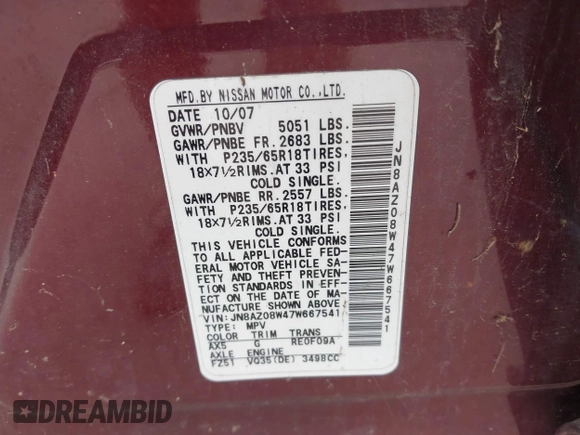 MFD.BY NISSAN MOTOR CO.,LTD.
DATE 10/07
GVWR/PNBV 5051 LBS.
GAWR/PNBE FR. 2683 LBS.
WITH P235/65R18TIRES,
18X7½RIMS.AT 33 PSI
COLD SINGLE.
GAWR/PNBE RR. 2557 LBS.
WITH P235/65R18TIRES,
18X7½RIMS.AT 33 PSI
COLD SINGLE.
THIS VEHICLE CONFORMS
TO ALL APPLICABLE FED-
ERAL MOTOR VEHICLE SA-
FETY AND THEFT PREVEN-
TION STANDARDS IN EFF-
ECT ON THE DATE OF MA-
NUFACTURE SHOWN ABOVE.
VIN: JN8AZ08W47W667541
TYPE: MPV
COLOR TRIM TRANS
AX5 G RE0F09A
AXLE ENGINE
FZ51 VQ35(DE) 3498CC
JN8AZ08W47W667541
DREAMBID